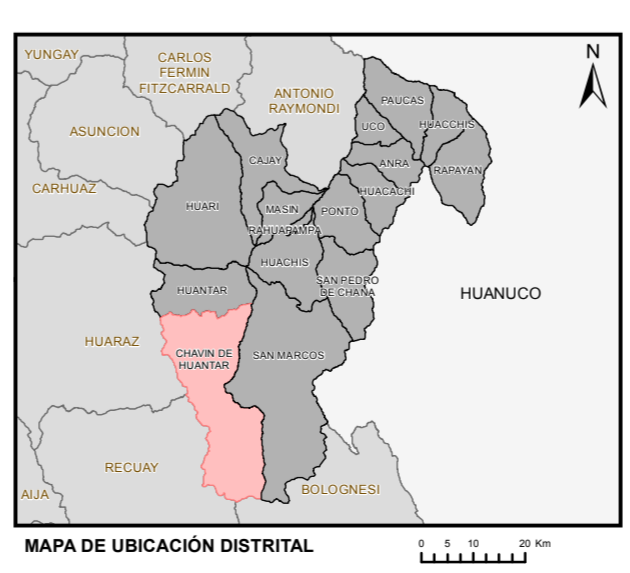 YUNGAY
CARLOS
FERMIN
FITZCARRALD
N
ANTONIO
RAYMONDI
PAUCAS
UCO
HUACCHIS
ASUNCION
CAJAY
ANRA
RAPAYAN
CARHUAZ
HUACACHI
HUARI
MASIN
PONTO
RAHUAPAMPA
HUACHIS
SAN PEDRO
DE CHANA
HUANTAR
HUANUCO
HUARAZ
CHAVIN DE
HUANTAR
SAN MARCOS
RECUAY
AIJA
BOLOGNESI
MAPA DE UBICACIÓN DISTRITAL
0 5 10 20 Km